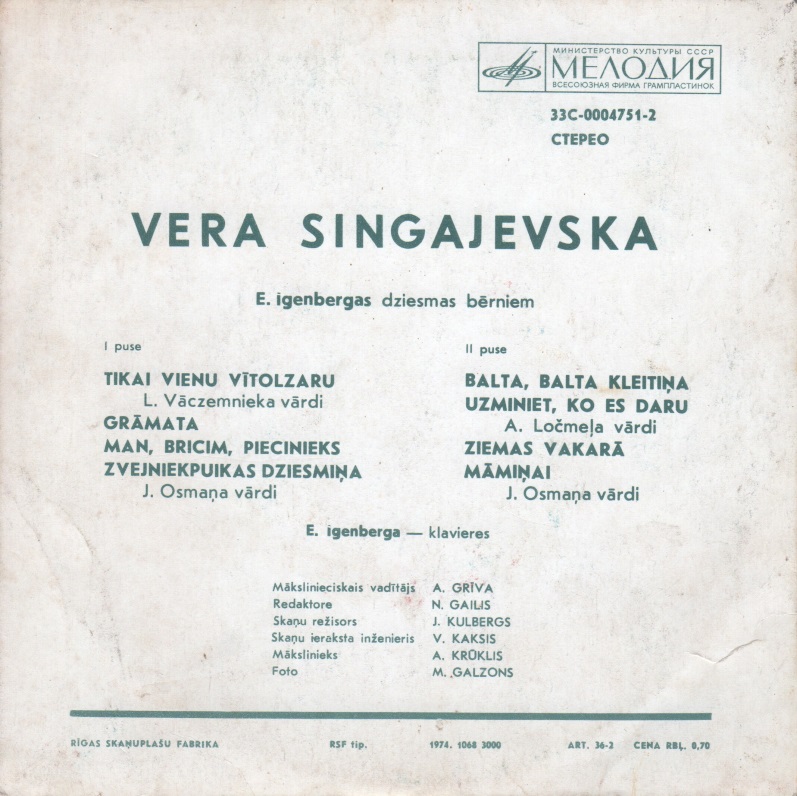 МИНИСТЕРСТВО КУЛЬТУРЫ СССР
МЕЛОДИЯ
ВСЕСОЮЗНАЯ ФИРМА ГРАМПЛАСТИНОК
33С-0004751-2
СТЕРЕО
VERA SINGAJEVSKA
E. igenbergas dziesmas bērniem
I puse
TIKAI VIENU VĪTOLZARU
L. Vāczemnieka vārdi
GRĀMATA
MAN, BRICIM, PIECINIEKS
ZVEJNIEKPUIKAS DZIESMIŅA
J. Osmaņa vārdi
II puse
BALTA, BALTA KLEITIŅA
UZMINIET, KO ES DARU
A. Ločmeļa vārdi
ZIEMAS VAKARĀ
MĀMIŅAI
J. Osmaņa vārdi
E. igenberga — klavieres
Mākslinieciskais vadītājs A. GRĪVA
Redaktore N. GAILIS
Skaņu režisors J. KULBERGS
Skaņu ieraksta inženieris V. KAKSIS
Mākslinieks A. KRŪKLIS
Foto M. GALZONS
RĪGAS SKAŅUPLAŠU FABRIKA RSF tip. 1974. 1068 3000 ART. 36-2 CENA RBĻ. 0,70